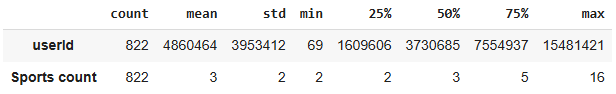 count mean std min 25% 50% 75% max
userId 822 4860464 3953412 69 1609606 3730685 7554937 15481421
Sports count 822 3 2 2 2 3 5 16